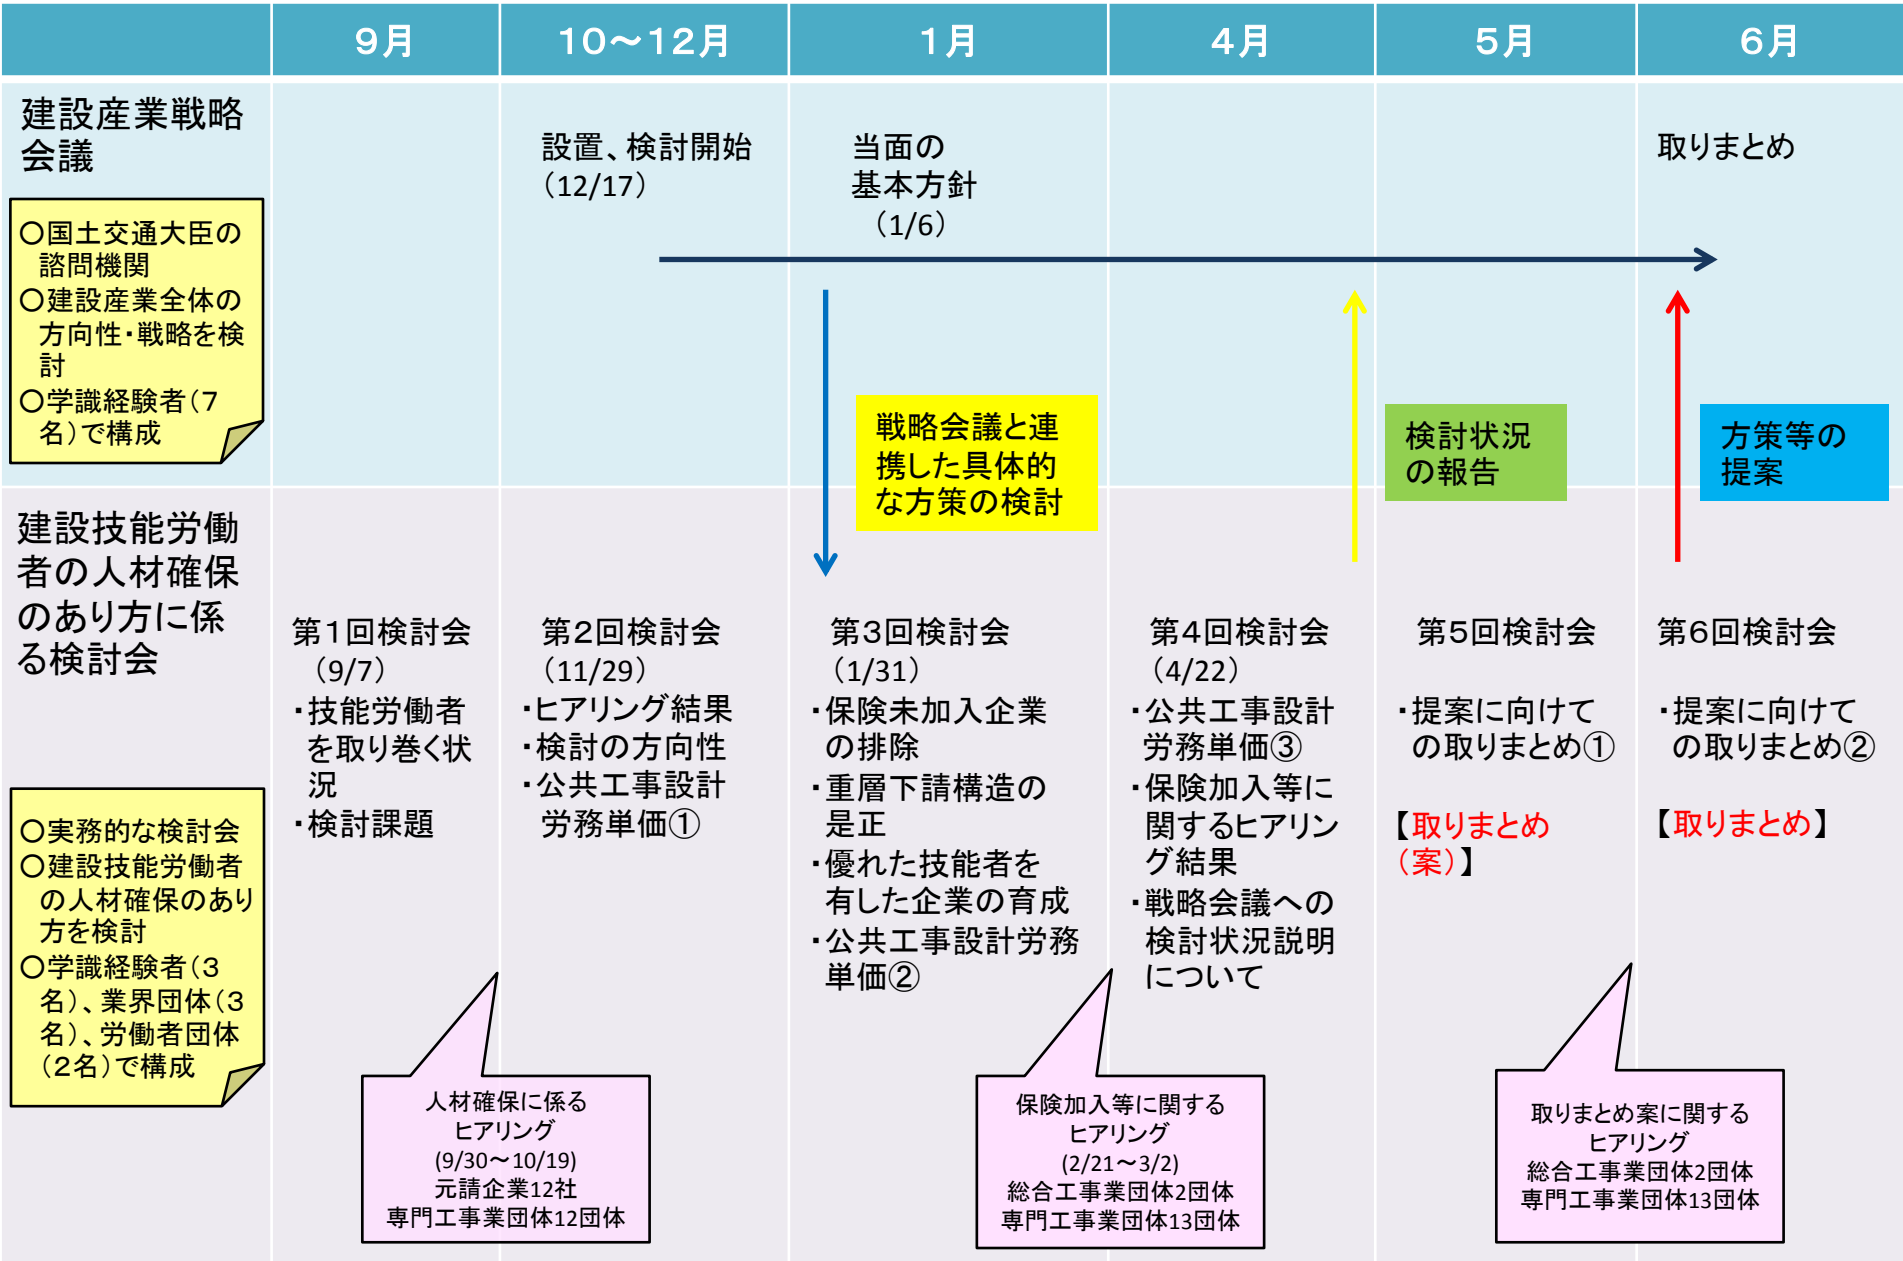 9月
10～12月
1月
4月
5月
6月
建設産業戦略
会議
○国土交通大臣の
諮問機関
○建設産業全体の
方向性・戦略を検
討
○学識経験者（7
名）で構成
設置、検討開始
（12/17）
当面の
基本方針
（1/6）
取りまとめ
戦略会議と連
携した具体的
な方策の検討
検討状況
の報告
方策等の
提案
建設技能労働
者の人材確保
のあり方に係
る検討会
○実務的な検討会
○建設技能労働者
の人材確保のあり
方を検討
○学識経験者（3
名）、業界団体（3
名）、労働者団体
（2名）で構成
第1回検討会
（9/7）
・技能労働者
を取り巻く状
況
・検討課題
第2回検討会
（11/29）
・ヒアリング結果
・検討の方向性
・公共工事設計
労務単価①
第3回検討会
（1/31）
・保険未加入企業
の排除
・重層下請構造の
是正
・優れた技能者を
有した企業の育成
・公共工事設計労務
単価②
第4回検討会
（4/22）
・公共工事設計
労務単価③
・保険加入等に
関するヒアリン
グ結果
・戦略会議への
検討状況説明
について
第5回検討会
・提案に向けて
の取りまとめ①
【取りまとめ
（案）】
第6回検討会
・提案に向けて
の取りまとめ②
【取りまとめ】
人材確保に係る
ヒアリング
(9/30～10/19)
元請企業12社
専門工事業団体12団体
保険加入等に関する
ヒアリング
(2/21～3/2)
総合工事業団体2団体
専門工事業団体13団体
取りまとめ案に関する
ヒアリング
総合工事業団体2団体
専門工事業団体13団体